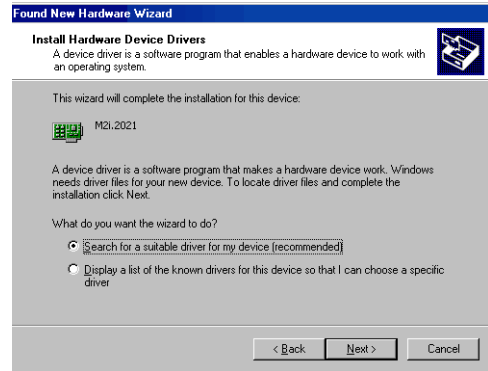 Found New Hardware Wizard
Install Hardware Device Drivers
A device driver is a software program that enables a hardware device to work with
an operating system.
This wizard will complete the installation for this device:
M2i.2021
A device driver is a software program that makes a hardware device work. Windows
needs driver files for your new device. To locate driver files and complete the
installation click Next.
What do you want the wizard to do?
Search for a suitable driver for my device (recommended)
Display a list of the known drivers for this device so that I can choose a specific
driver
< Back Next > Cancel